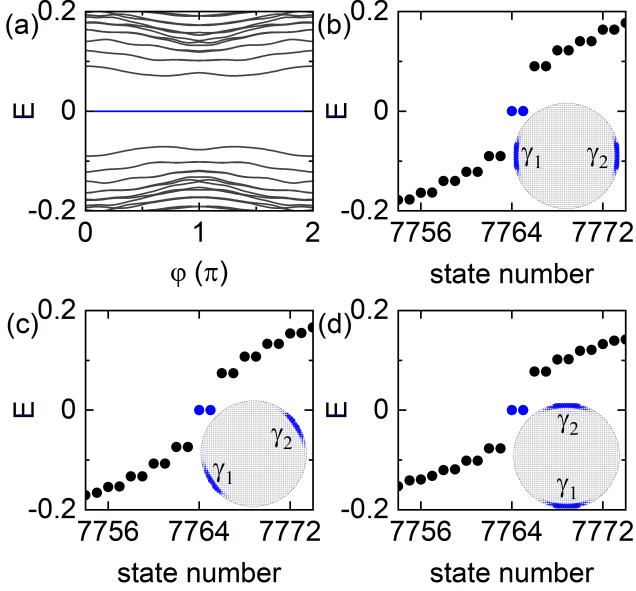 (a)
0.2
E
0
-0.2
0
1
2
φ (π)
(b)
0.2
E
0
-0.2
γ1
γ2
7756
7764
7772
state number
(c)
0.2
E
0
-0.2
γ2
γ1
7756
7764
7772
state number
(d)
0.2
E
0
-0.2
γ2
γ1
7756
7764
7772
state number